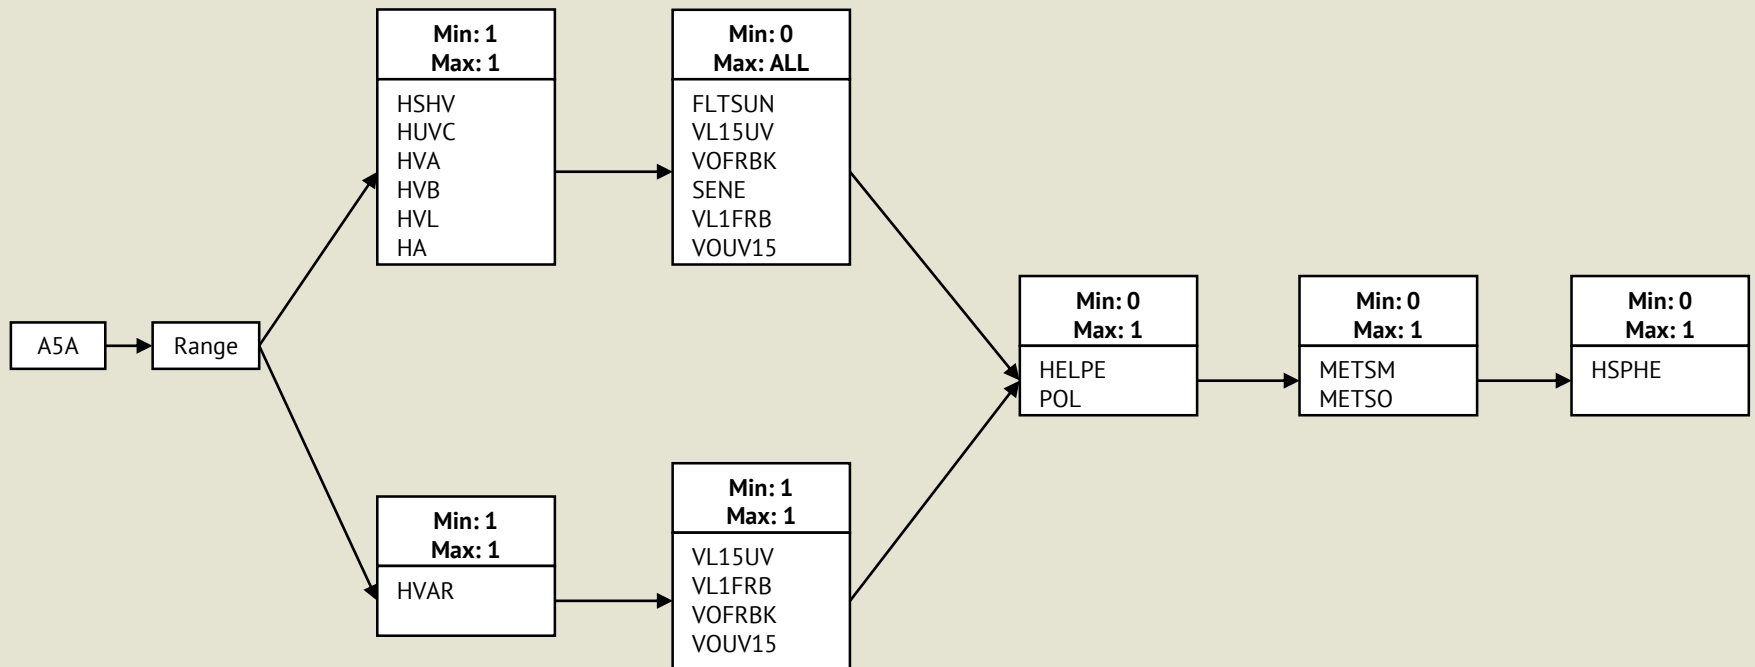 A5A
Range
Min: 1
Max: 1
HSHV
HUVC
HVA
HVB
HVL
HA
Min: 0
Max: ALL
FLTSUN
VL15UV
VOFRBK
SENE
VL1FRB
VOUV15
Min: 1
Max: 1
HVAR
Min: 1
Max: 1
VL15UV
VL1FRB
VOFRBK
VOUV15
Min: 0
Max: 1
HELPE
POL
Min: 0
Max: 1
METSM
METSO
Min: 0
Max: 1
HSPHE